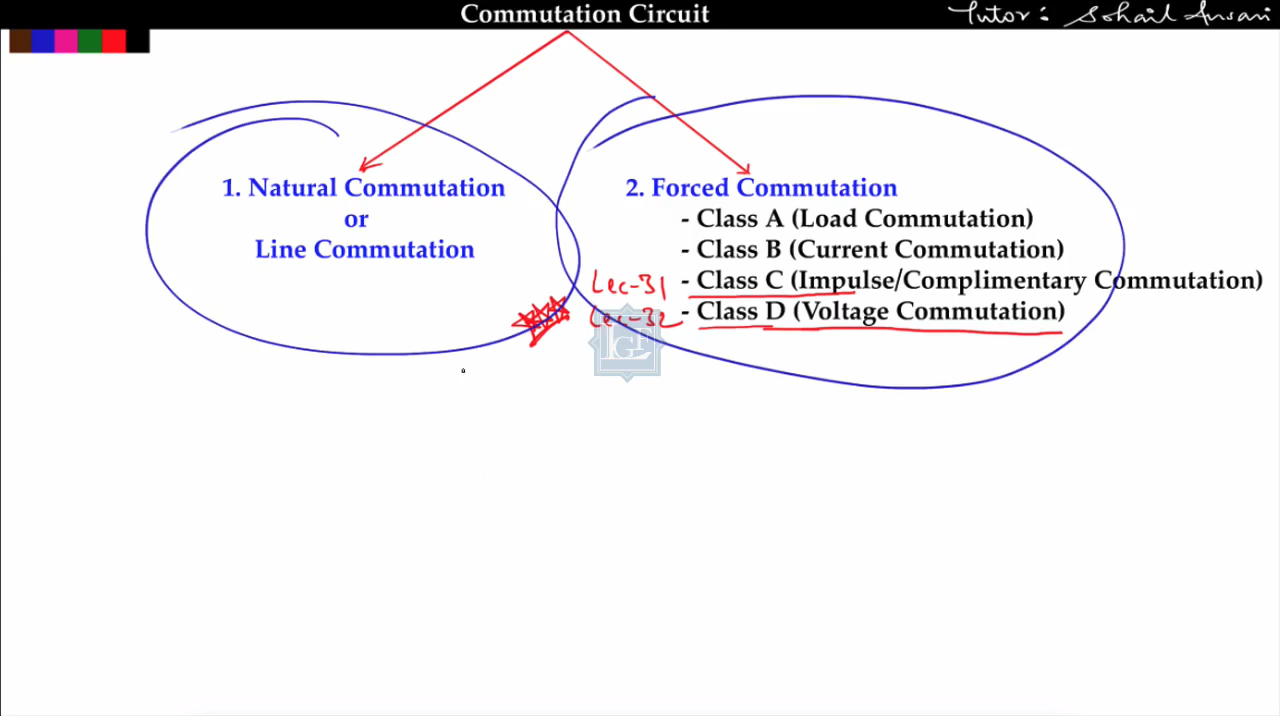 Commutation Circuit
Tutor: Sohail Ansari
1. Natural Commutation
or
Line Commutation
2. Forced Commutation
- Class A (Load Commutation)
- Class B (Current Commutation)
Lec-31 - Class C (Impulse/Complimentary Commutation)
Lec-32 - Class D (Voltage Commutation)
LGF